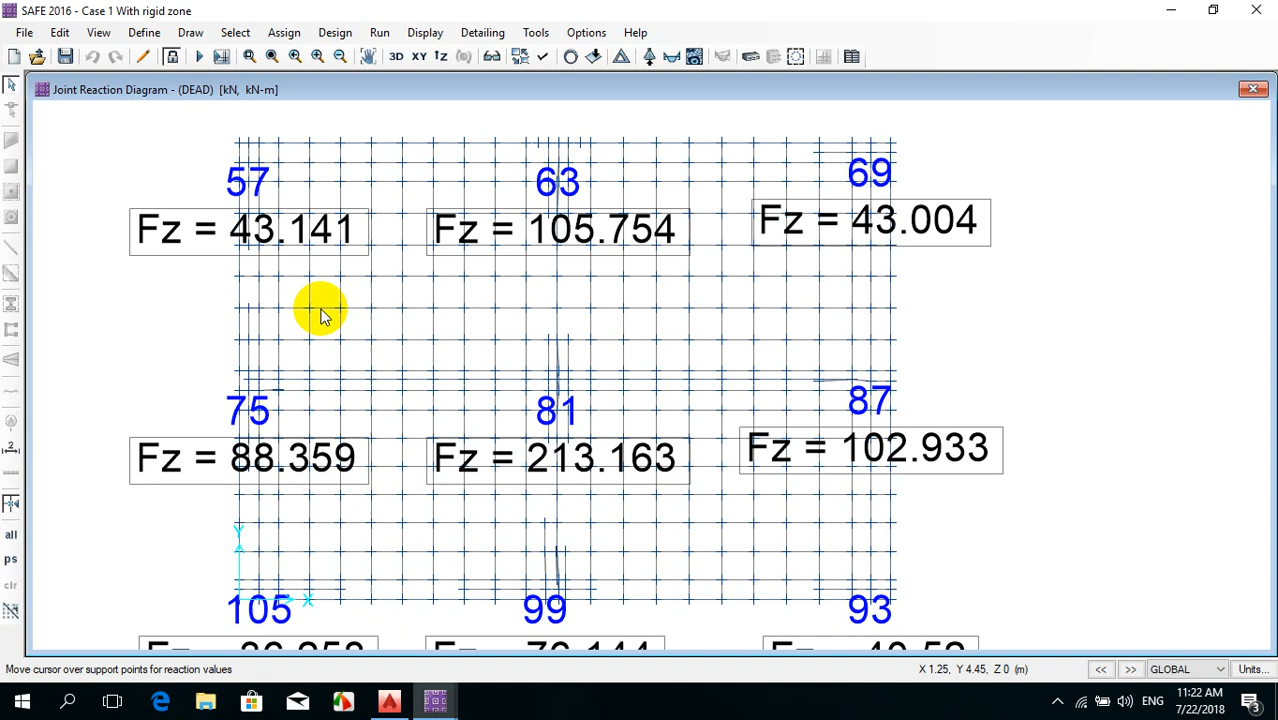 SAFE 2016 - Case 1 With rigid zone
File Edit View Define Draw Select Assign Design Run Display Detailing Tools Options Help
3D XY
Joint Reaction Diagram - (DEAD) [kN, kN-m]
57 63 69
Fz = 43.141 Fz = 105.754 Fz = 43.004
75 81 87
Fz = 88.359 Fz = 213.163 Fz = 102.933
Y
X
105 99 93
all
ps
clr
Move cursor over support points for reaction values
X 1.25, Y 4.45, Z 0 (m)
<< >> GLOBAL Units...
ENG
11:22 AM
7/22/2018
3